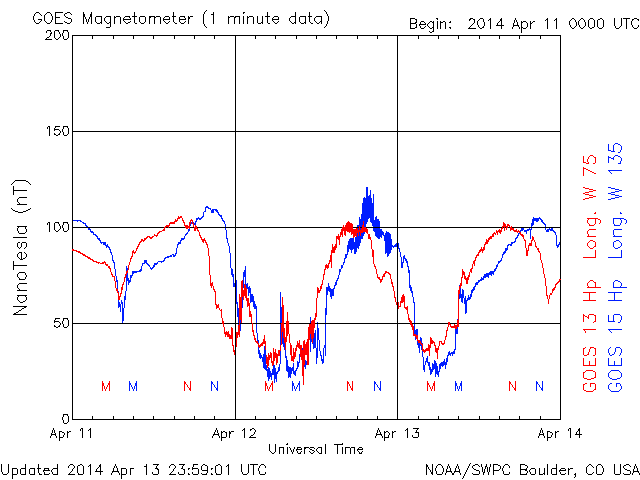 GOES Magnetometer (1 minute data)
Begin: 2014 Apr 11 0000 UTC
200
150
100
50
0
NanoTesla (nT)
M M N N M M N N M M N N
Apr 11 Apr 12 Apr 13 Apr 14
Universal Time
GOES 13 Hp Long. W 75
GOES 15 Hp Long. W 135
Updated 2014 Apr 13 23:59:01 UTC
NOAA/SWPC Boulder, CO USA